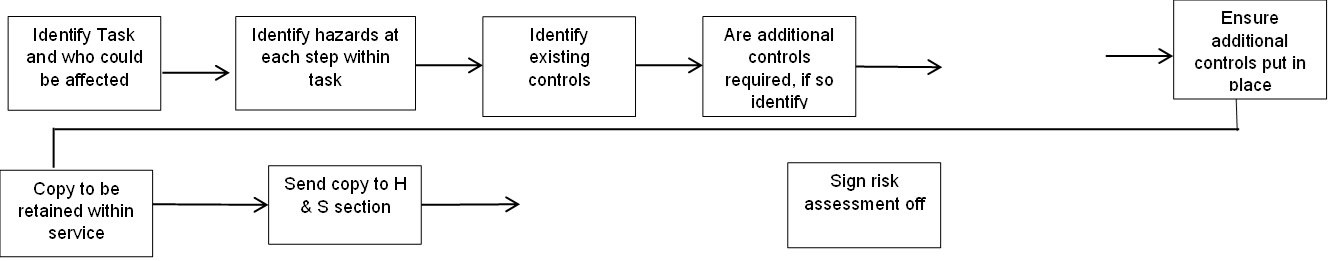 Identify Task
and who could
be affected
Identify hazards at
each step within
task
Identify
existing
controls
Are additional
controls
required, if so
identify
Ensure
additional
controls put in
place
Copy to be
retained within
service
Send copy to H
& S section
Sign risk
assessment off